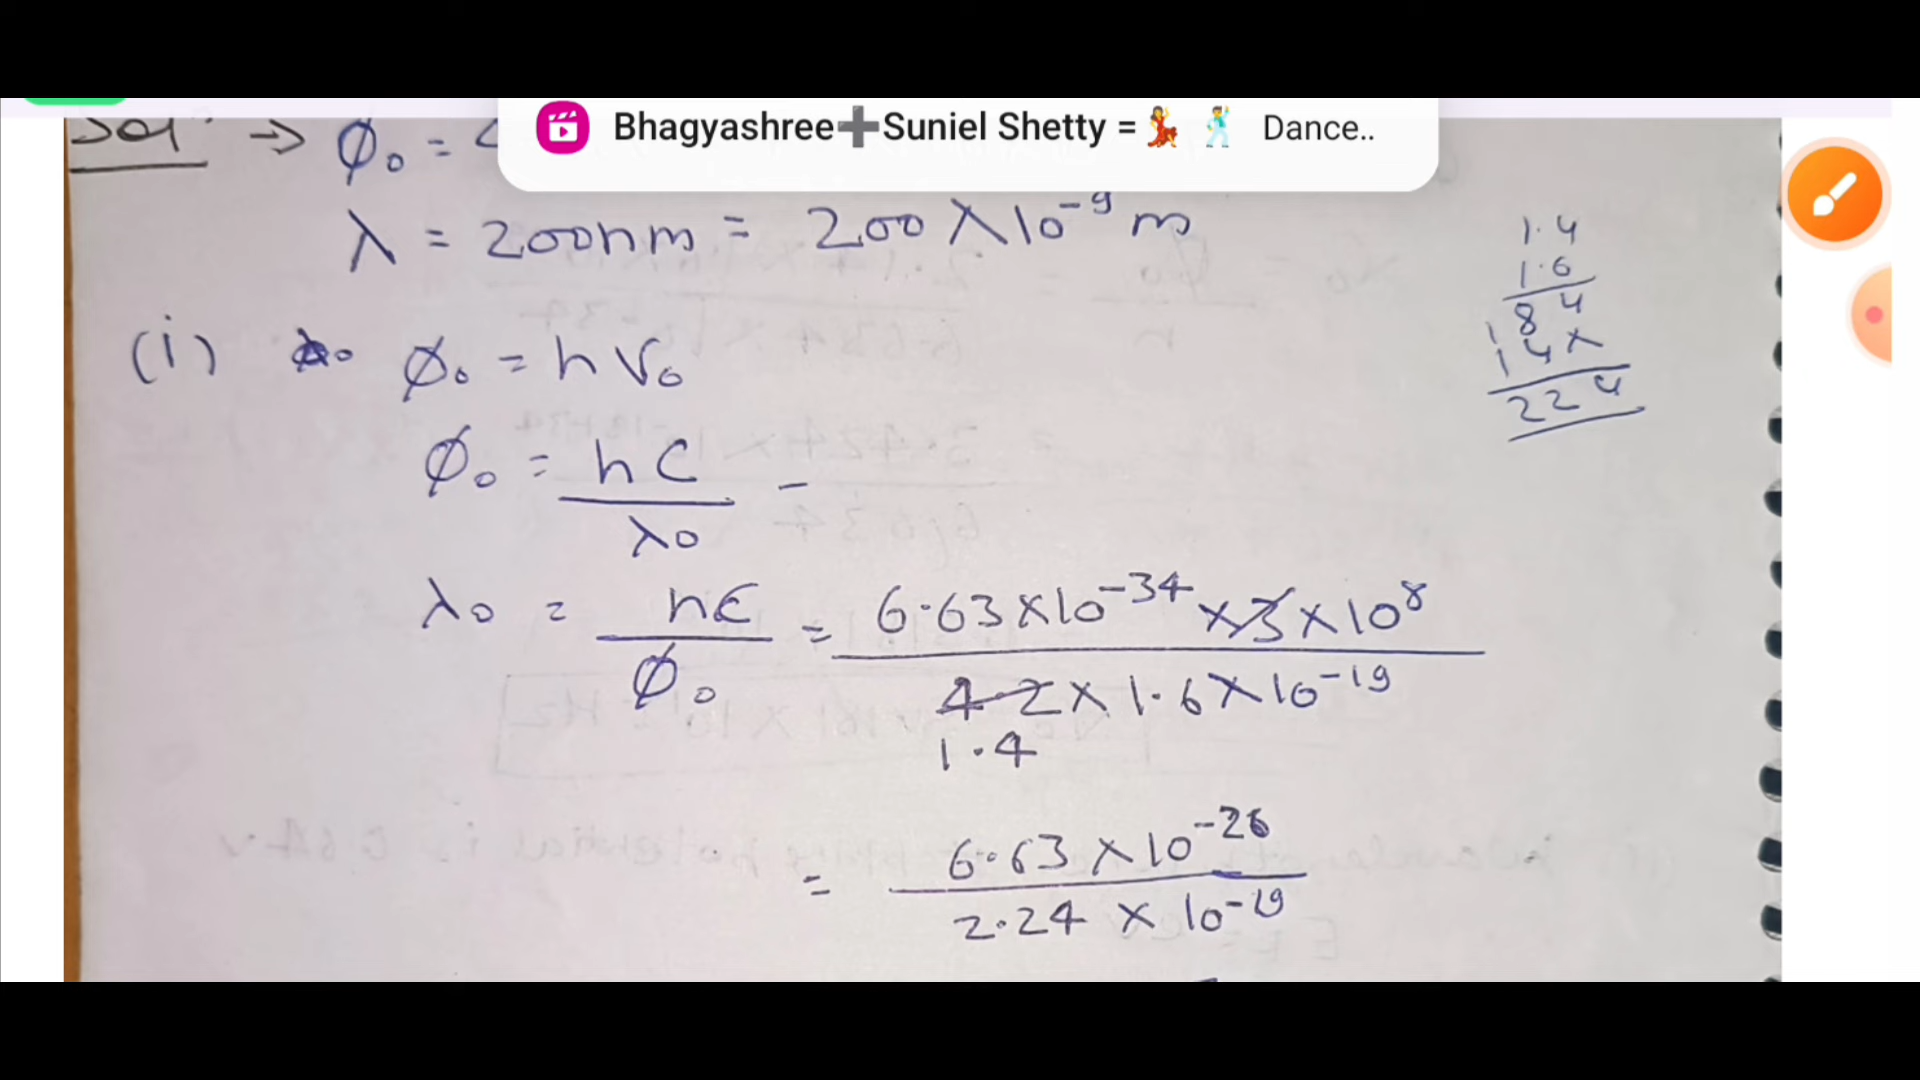 Bhagyashree➕Suniel Shetty =💃🕺 Dance..
Sol → ϕ₀ =
λ = 200nm = 200 × 10⁻⁹ m
(i) ϕ₀ = hν₀
ϕ₀ = hC / λ₀ =
λ₀ = hC / ϕ₀ = 6.63×10⁻³⁴ × 3 × 10⁸ / 4.2 × 1.6 × 10⁻¹⁹
1.4
= 6.63 × 10⁻²⁶ / 2.24 × 10⁻¹⁹
1.4
1.6
84
14×
224